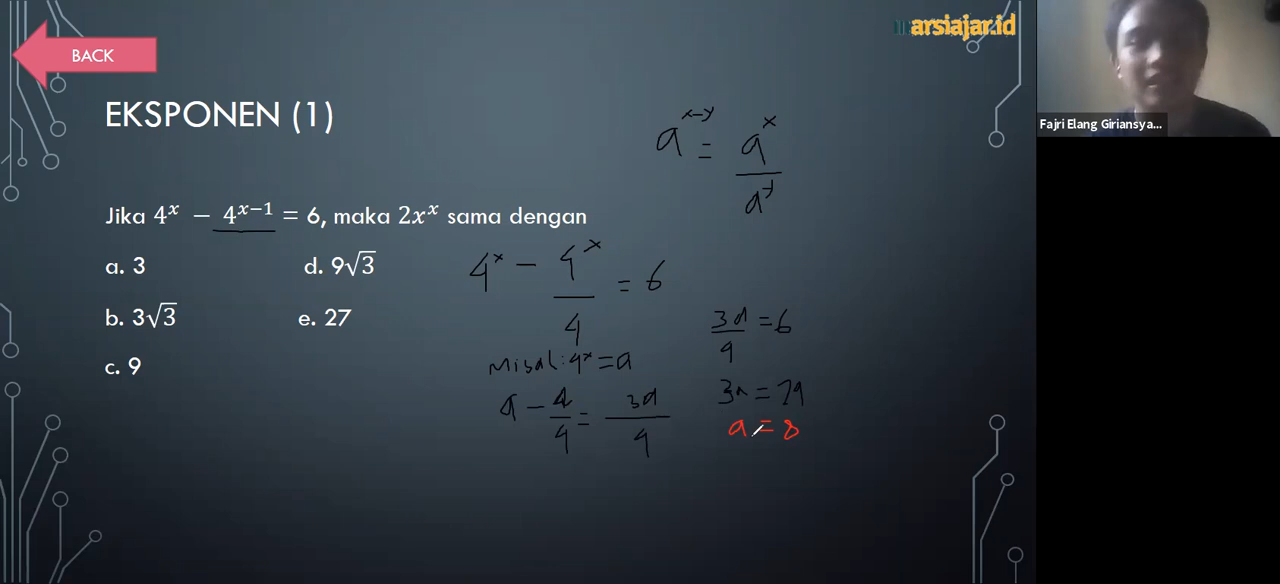 marsiajar.id
BACK
Fajri Elang Giriansya...
EKSPONEN (1)
a^{x-y} = a^x / a^y
Jika 4^x − 4^{x−1} = 6, maka 2x^x sama dengan
a. 3
d. 9√3
b. 3√3
e. 27
c. 9
4^x − 4^x / 4 = 6
Misal: 4^x = a
a − a/4 = 3a/4
3a/4 = 6
3a = 24
a = 8